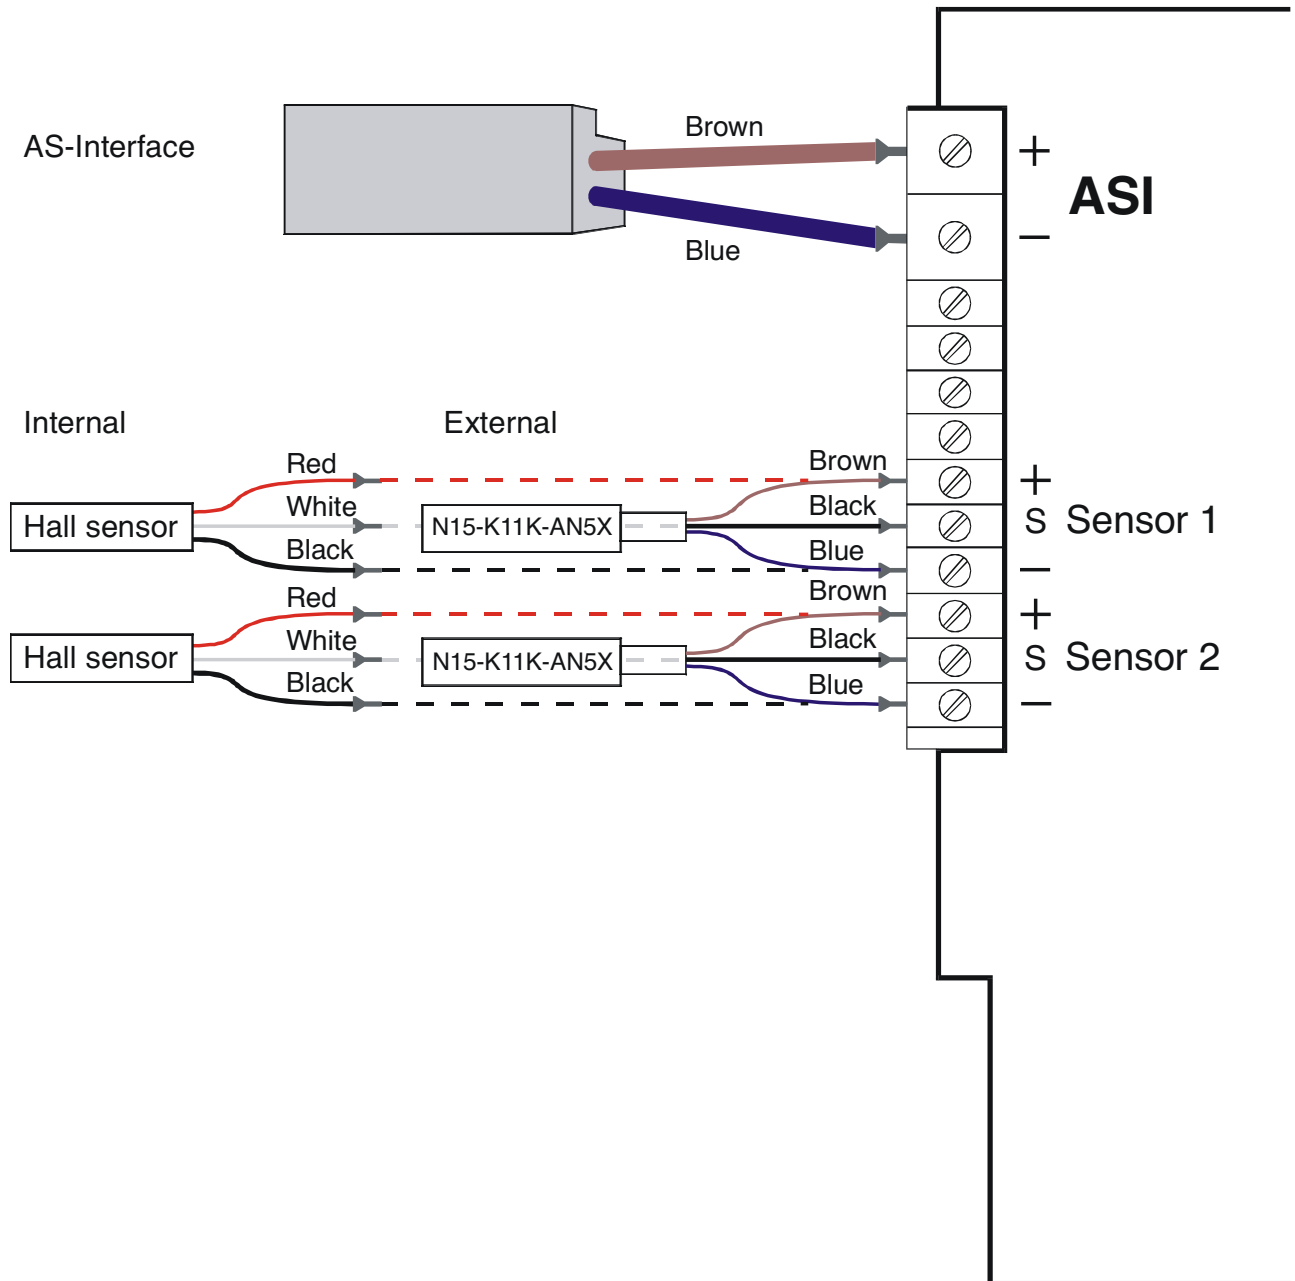 AS-Interface
Brown
Blue
+
ASI
−
Internal
External
Red
White
Black
Hall sensor
N15-K11K-AN5X
Brown
Black
Blue
+
S Sensor 1
−
Red
White
Black
Hall sensor
N15-K11K-AN5X
Brown
Black
Blue
+
S Sensor 2
−